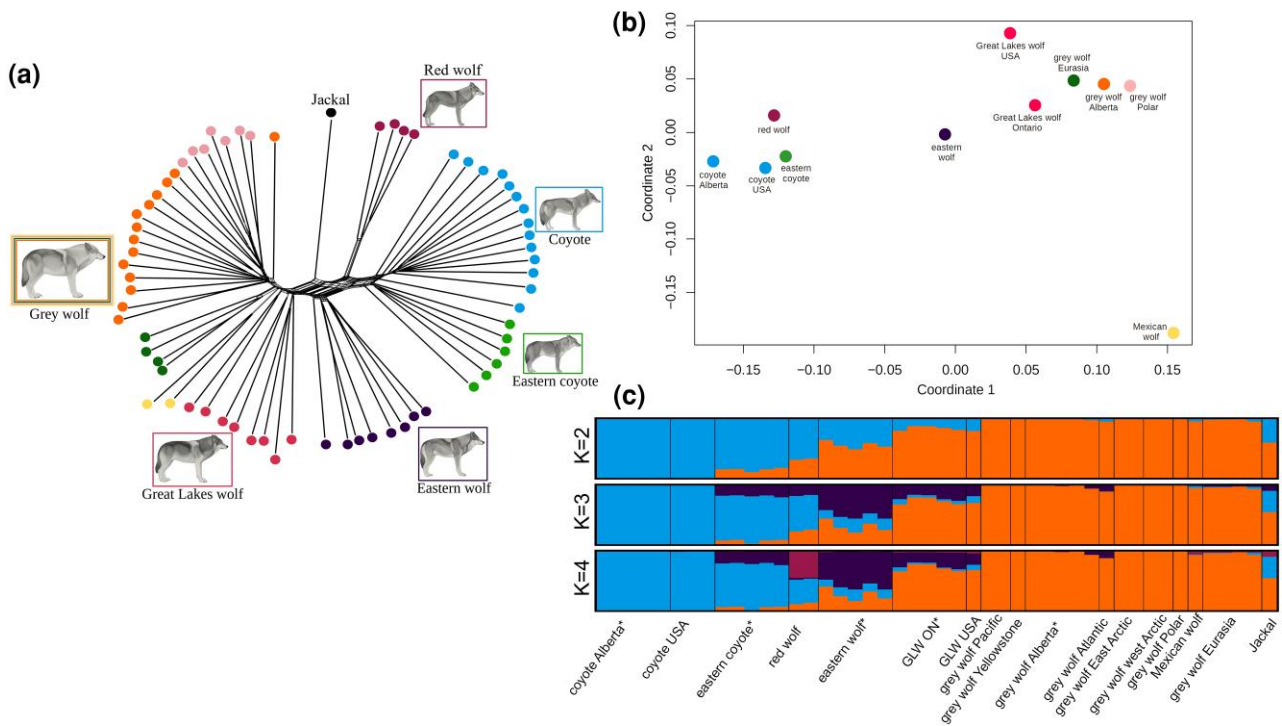 (a)
Jackal
Red wolf
Coyote
Grey wolf
Eastern coyote
Great Lakes wolf
Eastern wolf
(b)
Coordinate 2
0.10
0.05
0.00
−0.05
−0.10
−0.15
Great Lakes wolf
USA
grey wolf
Eurasia
grey wolf
Alberta
grey wolf
Polar
Great Lakes wolf
Ontario
red wolf
eastern
wolf
coyote
Alberta
coyote
USA
eastern
coyote
Mexican
wolf
−0.15
−0.10
−0.05
0.00
0.05
0.10
0.15
Coordinate 1
(c)
K=2
K=3
K=4
coyote Alberta*
coyote USA
eastern coyote*
red wolf
eastern wolf*
GLW ON*
GLW USA
grey wolf Pacific
grey wolf Yellowstone
grey wolf Alberta*
grey wolf Atlantic
grey wolf East Arctic
grey wolf west Arctic
grey wolf Polar
Mexican wolf
grey wolf Eurasia
Jackal